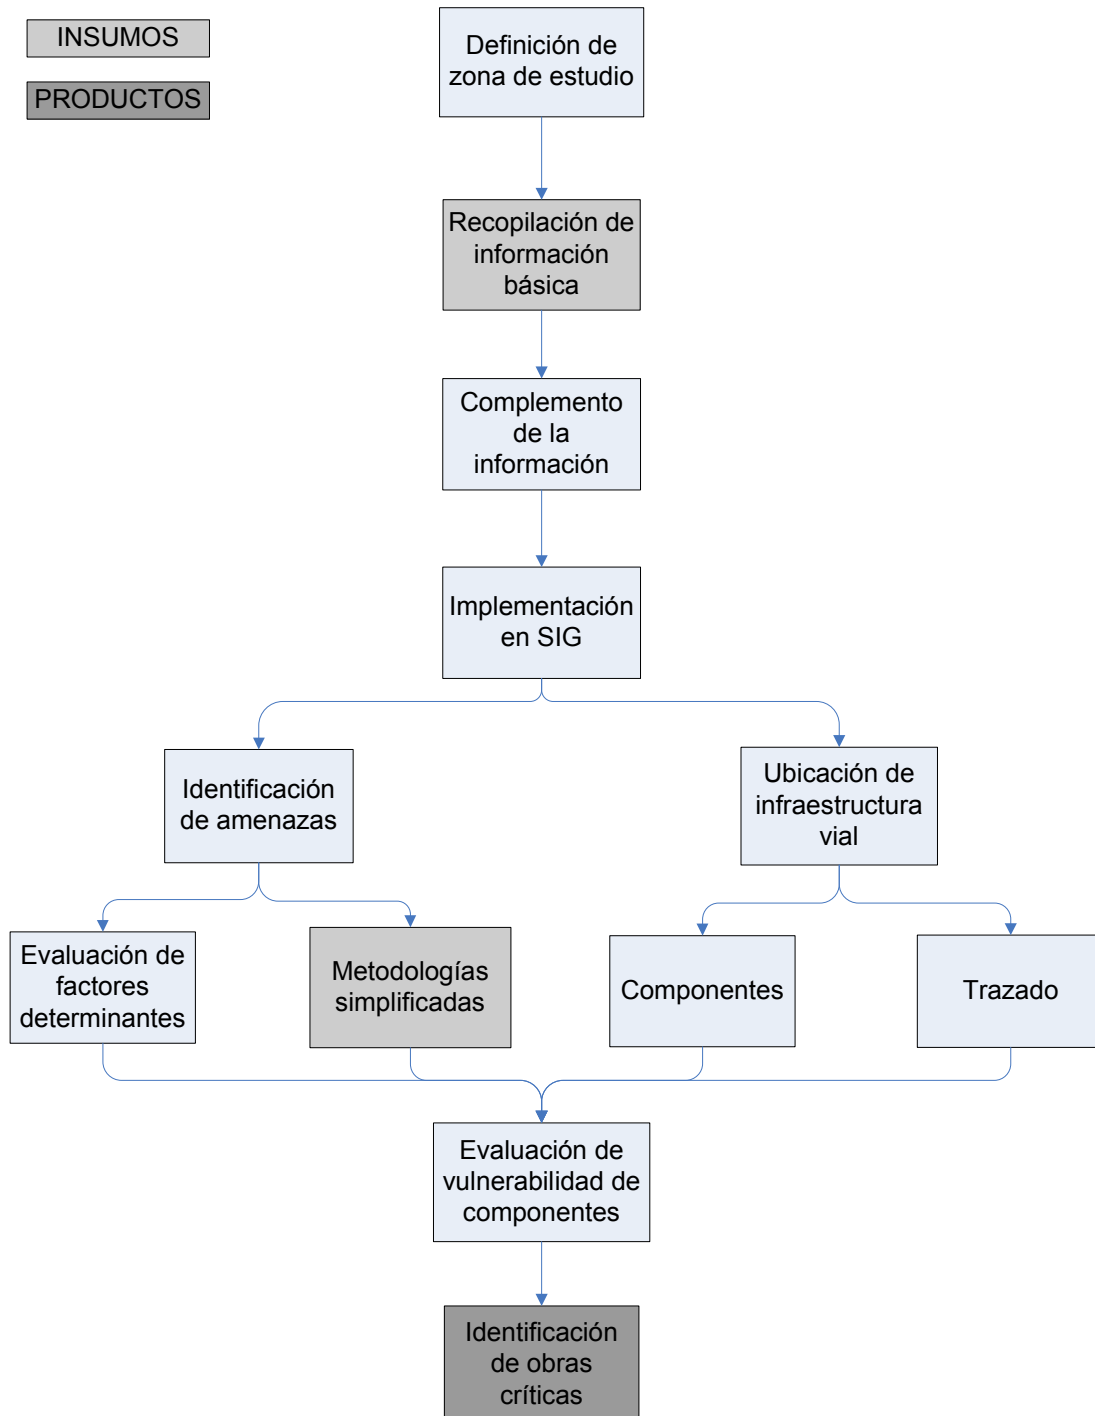 INSUMOS
PRODUCTOS
Definición de
zona de estudio
Recopilación de
información
básica
Complemento
de la
información
Implementación
en SIG
Identificación
de amenazas
Ubicación de
infraestructura
vial
Evaluación de
factores
determinantes
Metodologías
simplificadas
Componentes
Trazado
Evaluación de
vulnerabilidad de
componentes
Identificación
de obras
críticas